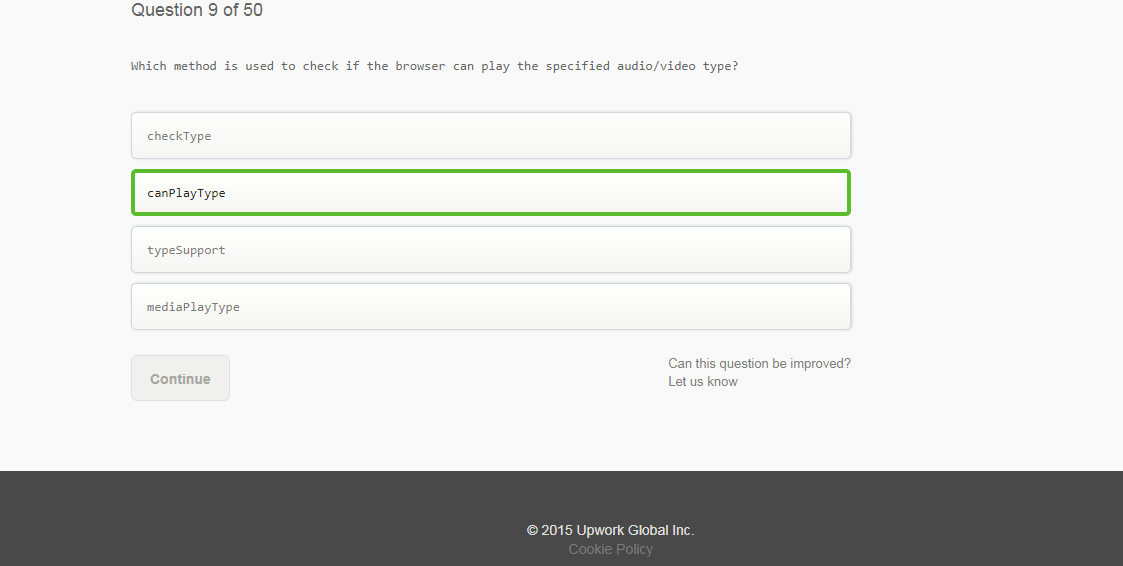 Question 9 of 50
Which method is used to check if the browser can play the specified audio/video type?
checkType
canPlayType
typeSupport
mediaPlayType
Continue
Can this question be improved?
Let us know
© 2015 Upwork Global Inc.
Cookie Policy